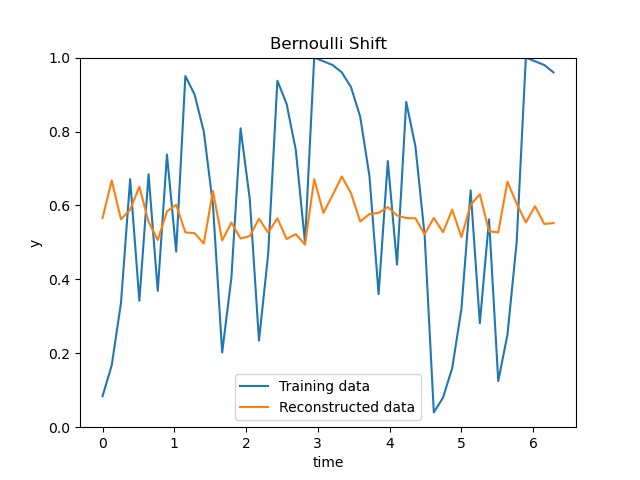 Bernoulli Shift
1.0
0.8
0.6
0.4
0.2
0.0
y
Training data
Reconstructed data
0 1 2 3 4 5 6
time